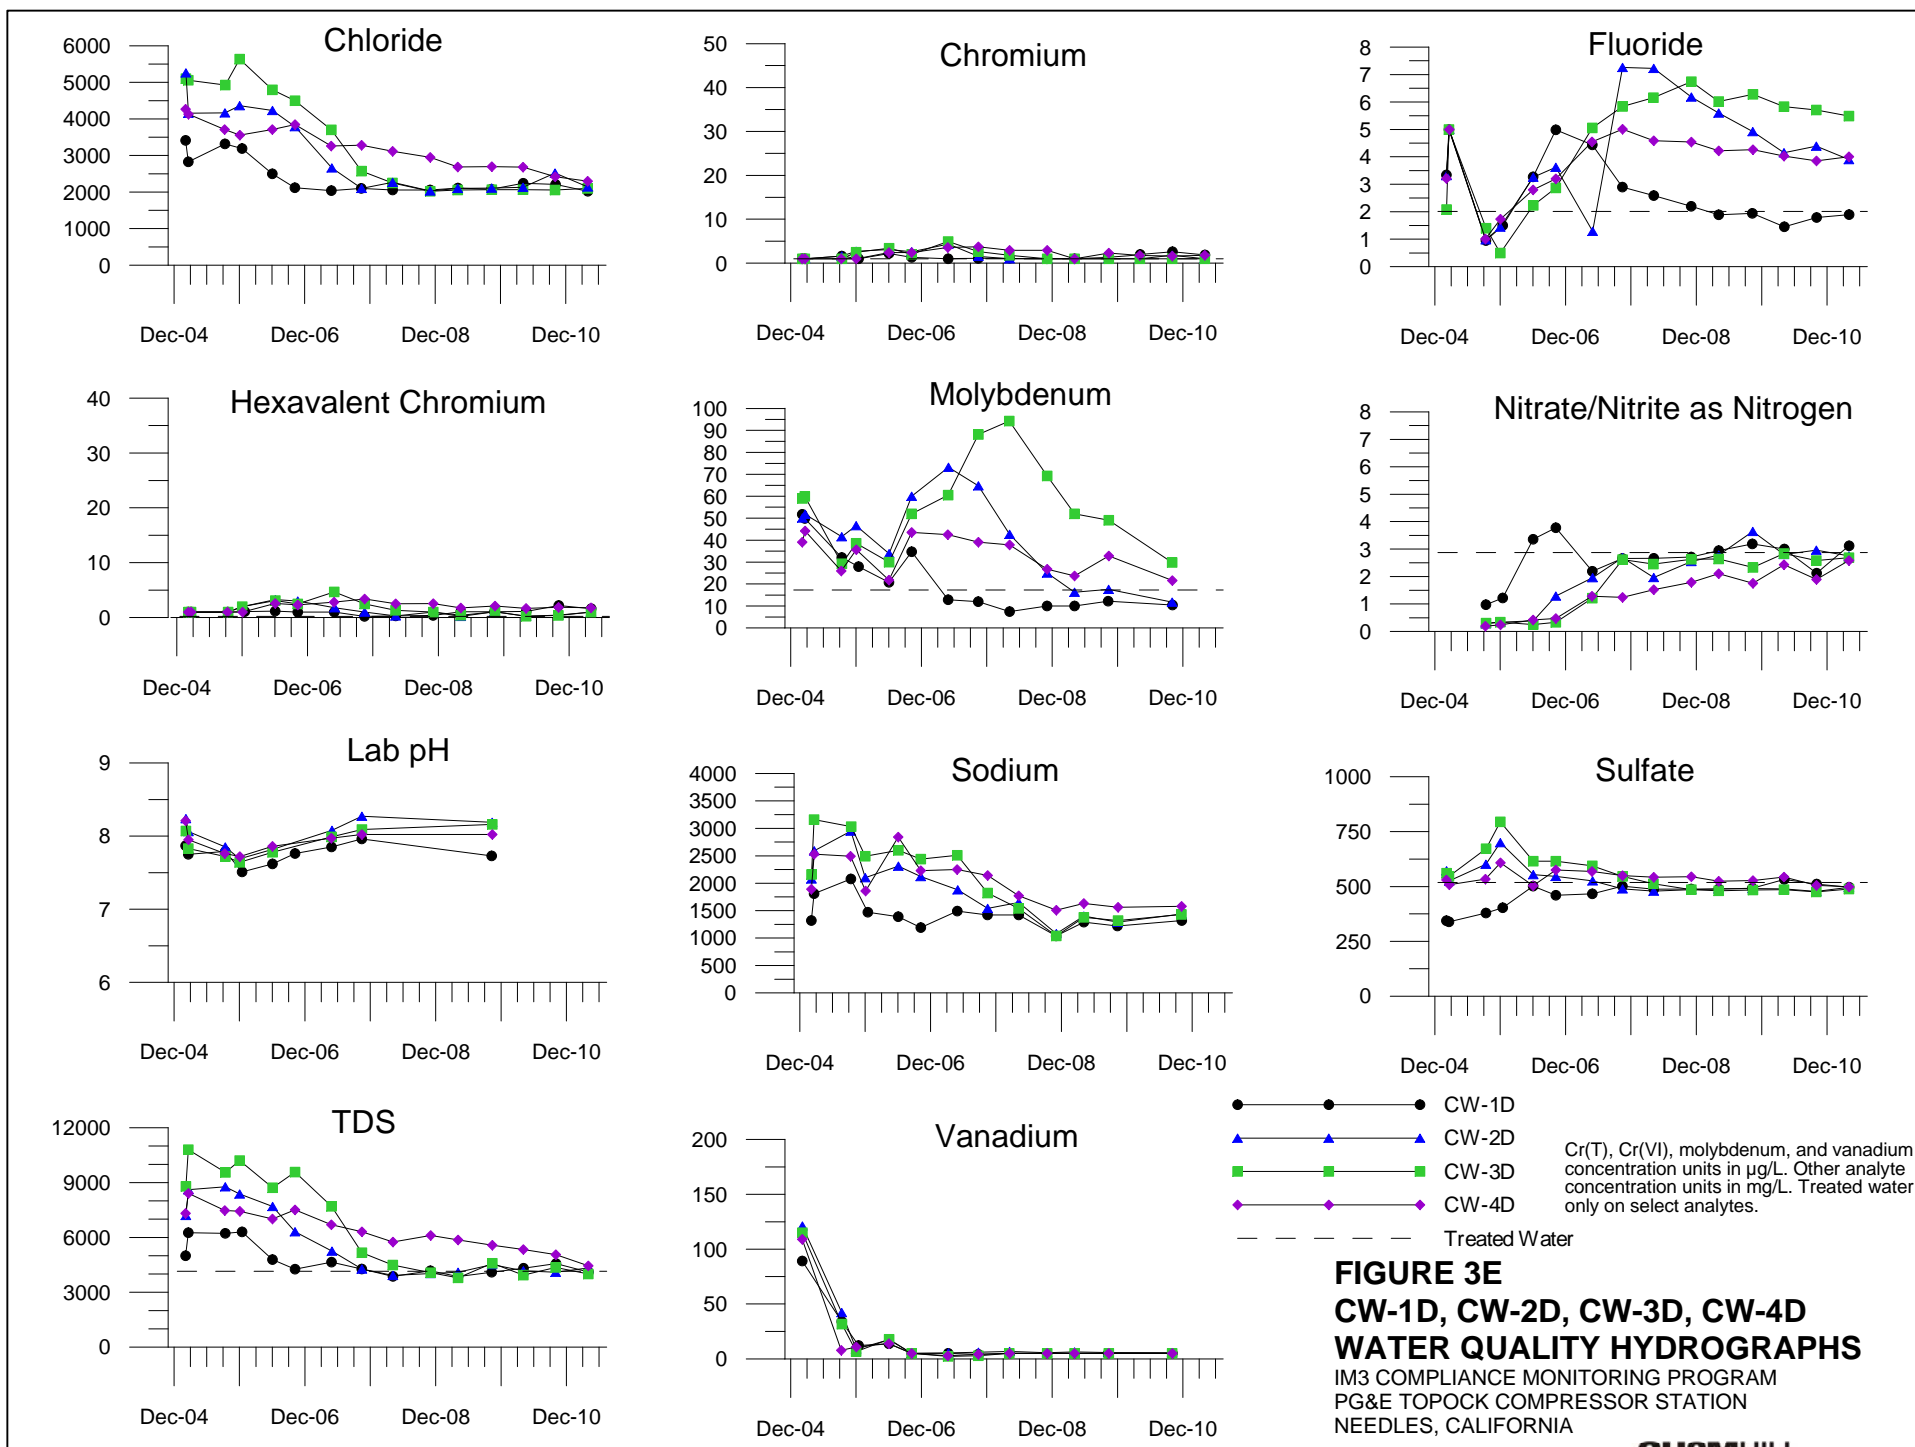 Chloride
6000
5000
4000
3000
2000
1000
0
Dec-04 Dec-06 Dec-08 Dec-10
Chromium
50
40
30
20
10
0
Dec-04 Dec-06 Dec-08 Dec-10
Fluoride
8
7
6
5
4
3
2
1
0
Dec-04 Dec-06 Dec-08 Dec-10
Hexavalent Chromium
40
30
20
10
0
Dec-04 Dec-06 Dec-08 Dec-10
Molybdenum
100
90
80
70
60
50
40
30
20
10
0
Dec-04 Dec-06 Dec-08 Dec-10
Nitrate/Nitrite as Nitrogen
8
7
6
5
4
3
2
1
0
Dec-04 Dec-06 Dec-08 Dec-10
Lab pH
9
8
7
6
Dec-04 Dec-06 Dec-08 Dec-10
Sodium
4000
3500
3000
2500
2000
1500
1000
500
0
Dec-04 Dec-06 Dec-08 Dec-10
Sulfate
1000
750
500
250
0
Dec-04 Dec-06 Dec-08 Dec-10
TDS
12000
9000
6000
3000
0
Dec-04 Dec-06 Dec-08 Dec-10
Vanadium
200
150
100
50
0
Dec-04 Dec-06 Dec-08 Dec-10
CW-1D
CW-2D
CW-3D
CW-4D
Treated Water
Cr(T), Cr(VI), molybdenum, and vanadium
concentration units in µg/L. Other analyte
concentration units in mg/L. Treated water
only on select analytes.
FIGURE 3E
CW-1D, CW-2D, CW-3D, CW-4D
WATER QUALITY HYDROGRAPHS
IM3 COMPLIANCE MONITORING PROGRAM
PG&E TOPOCK COMPRESSOR STATION
NEEDLES, CALIFORNIA